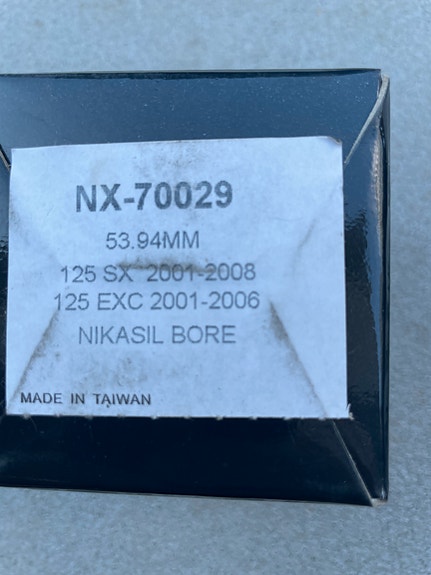 NX-70029
53.94MM
125 SX 2001-2008
125 EXC 2001-2006
NIKASIL BORE
MADE IN TAIWAN